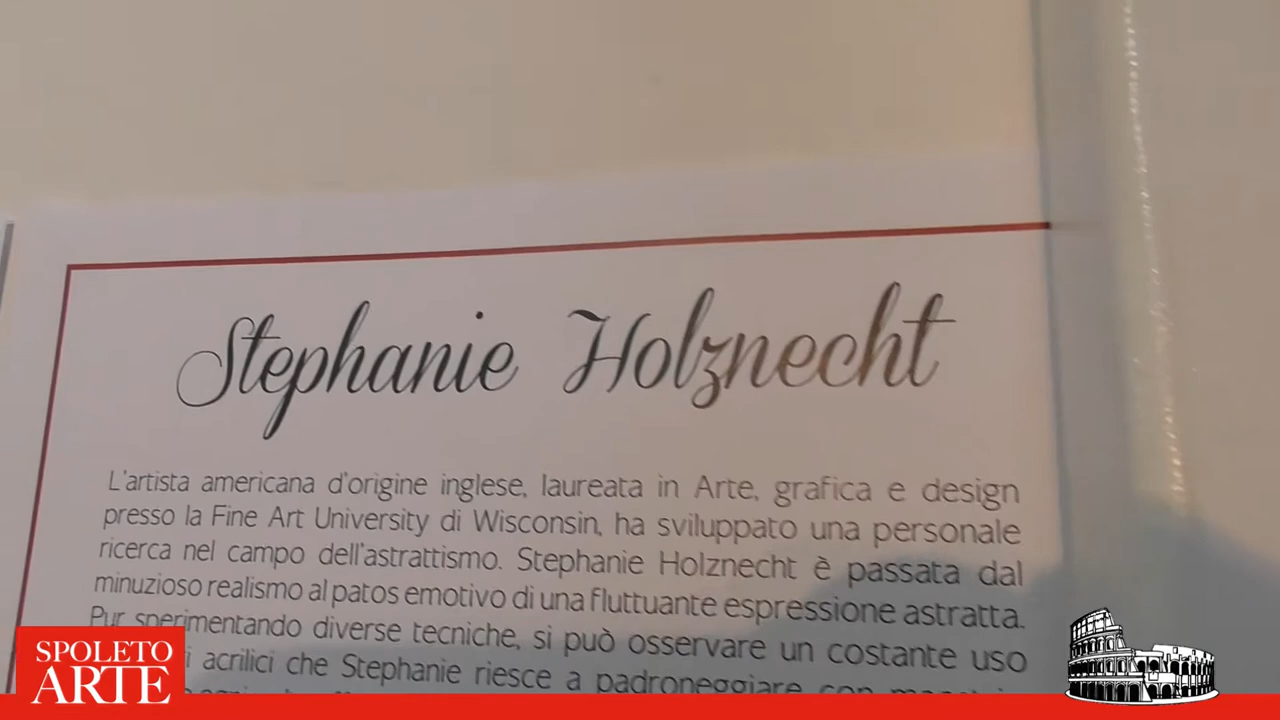 Stephanie Holznecht
L'artista americana d'origine inglese, laureata in Arte, grafica e design
presso la Fine Art University di Wisconsin, ha sviluppato una personale
ricerca nel campo dell'astrattismo. Stephanie Holznecht è passata dal
minuzioso realismo al patos emotivo di una fluttuante espressione astratta.
Pur sperimentando diverse tecniche, si può osservare un costante uso
acrilici che Stephanie riesce a padroneggiare con
SPOLETO
ARTE